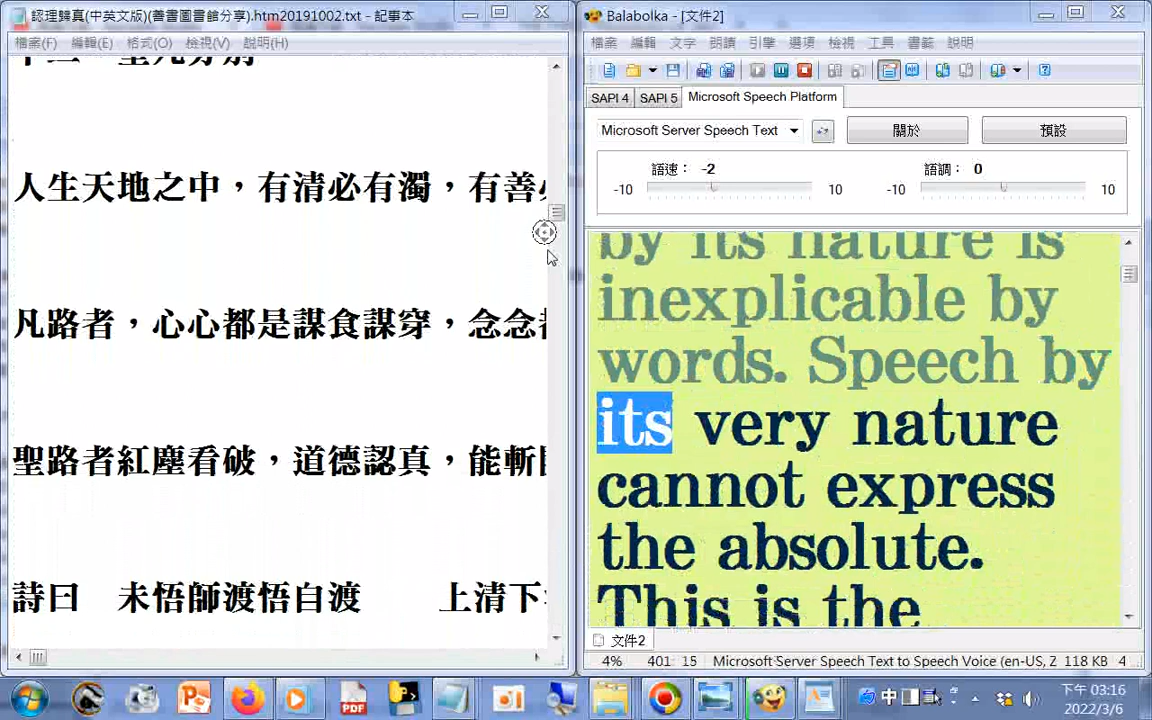 認理歸真(中英文版)(善書圖書館分享).htm20191002.txt - 記事本
檔案(F) 編輯(E) 格式(O) 檢視(V) 說明(H)
人生天地之中，有清必有濁，有善
凡路者，心心都是謀食謀穿，念念
聖路者紅塵看破，道德認真，能斬
詩曰　未悟師渡悟自渡　　上清下
Balabolka - [文件2]
檔案 編輯 文字 朗讀 引擎 選項 檢視 工具 書籤 說明
SAPI 4 SAPI 5 Microsoft Speech Platform
Microsoft Server Speech Text 關於 預設
語速： -2 語調： 0
-10 10 -10 10
by its nature is
inexplicable by
words. Speech by
its very nature
cannot express
the absolute.
This is the
文件2
4% 401: 15 Microsoft Server Speech Text to Speech Voice (en-US, Z 118 KB 4
PDF 中 下午 03:16
2022/3/6